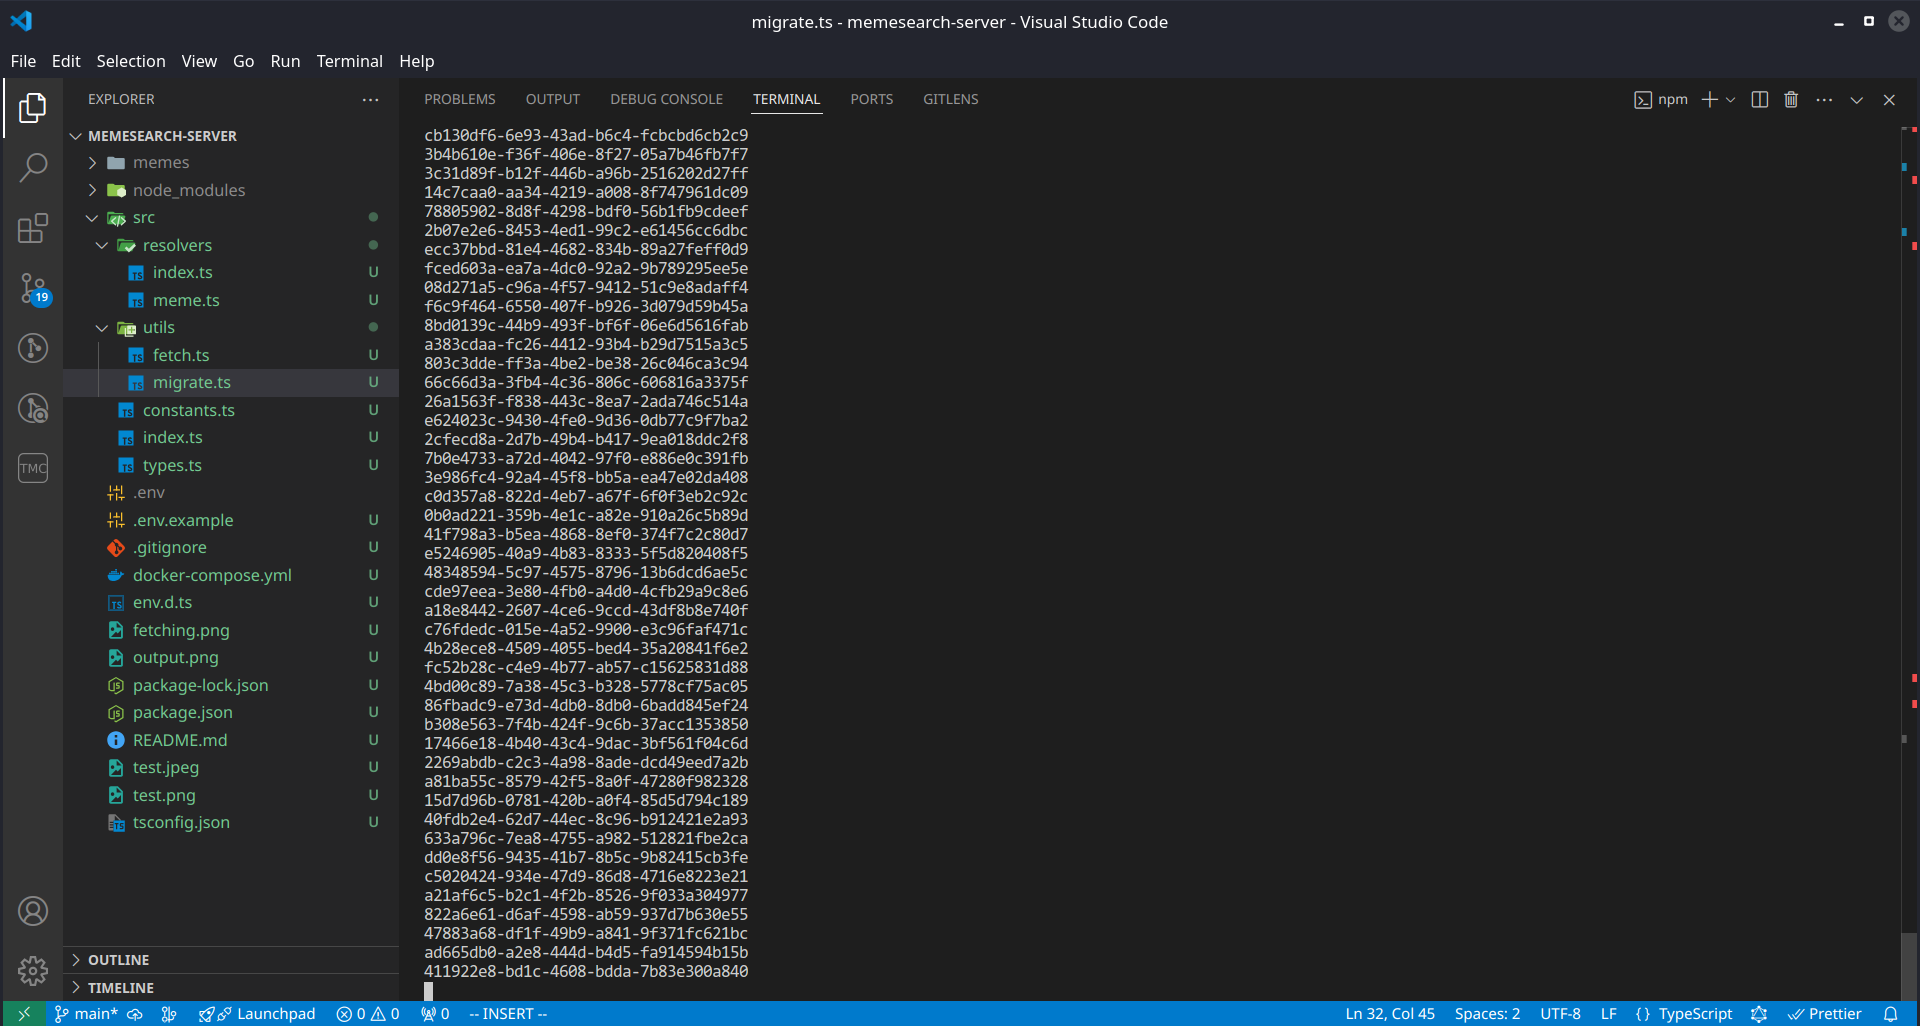 migrate.ts - memesearch-server - Visual Studio Code
File Edit Selection View Go Run Terminal Help
EXPLORER
MEMESEARCH-SERVER
memes
node_modules
src
resolvers
index.ts U
meme.ts U
utils
fetch.ts U
migrate.ts U
constants.ts U
index.ts U
types.ts U
.env
.env.example U
.gitignore U
docker-compose.yml U
env.d.ts U
fetching.png U
output.png U
package-lock.json U
package.json U
README.md U
test.jpeg U
test.png U
tsconfig.json U
OUTLINE
TIMELINE
19
TMC
PROBLEMS OUTPUT DEBUG CONSOLE TERMINAL PORTS GITLENS
npm
cb130df6-6e93-43ad-b6c4-fcbcbd6cb2c9
3b4b610e-f36f-406e-8f27-05a7b46fb7f7
3c31d89f-b12f-446b-a96b-2516202d27ff
14c7caa0-aa34-4219-a008-8f747961dc09
78805902-8d8f-4298-bdf0-56b1fb9cdeef
2b07e2e6-8453-4ed1-99c2-e61456cc6dbc
ecc37bbd-81e4-4682-834b-89a27feff0d9
fced603a-ea7a-4dc0-92a2-9b789295ee5e
08d271a5-c96a-4f57-9412-51c9e8adaff4
f6c9f464-6550-407f-b926-3d079d59b45a
8bd0139c-44b9-493f-bf6f-06e6d5616fab
a383cdaa-fc26-4412-93b4-b29d7515a3c5
803c3dde-ff3a-4be2-be38-26c046ca3c94
66c66d3a-3fb4-4c36-806c-606816a3375f
26a1563f-f838-443c-8ea7-2ada746c514a
e624023c-9430-4fe0-9d36-0db77c9f7ba2
2cfecd8a-2d7b-49b4-b417-9ea018ddc2f8
7b0e4733-a72d-4042-97f0-e886e0c391fb
3e986fc4-92a4-45f8-bb5a-ea47e02da408
c0d357a8-822d-4eb7-a67f-6f0f3eb2c92c
0b0ad221-359b-4e1c-a82e-910a26c5b89d
41f798a3-b5ea-4868-8ef0-374f7c2c80d7
e5246905-40a9-4b83-8333-5f5d820408f5
48348594-5c97-4575-8796-13b6dcd6ae5c
cde97eea-3e80-4fb0-a4d0-4cfb29a9c8e6
a18e8442-2607-4ce6-9ccd-43df8b8e740f
c76fdedc-015e-4a52-9900-e3c96faf471c
4b28ece8-4509-4055-bed4-35a20841f6e2
fc52b28c-c4e9-4b77-ab57-c15625831d88
4bd00c89-7a38-45c3-b328-5778cf75ac05
86fbadc9-e73d-4db0-8db0-6badd845ef24
b308e563-7f4b-424f-9c6b-37acc1353850
17466e18-4b40-43c4-9dac-3bf561f04c6d
2269abdb-c2c3-4a98-8ade-dcd49eed7a2b
a81ba55c-8579-42f5-8a0f-47280f982328
15d7d96b-0781-420b-a0f4-85d5d794c189
40fdb2e4-62d7-44ec-8c96-b912421e2a93
633a796c-7ea8-4755-a982-512821fbe2ca
dd0e8f56-9435-41b7-8b5c-9b82415cb3fe
c5020424-934e-47d9-86d8-4716e8223e21
a21af6c5-b2c1-4f2b-8526-9f033a304977
822a6e61-d6af-4598-ab59-937d7b630e55
47883a68-df1f-49b9-a841-9f371fc621bc
ad665db0-a2e8-444d-b4d5-fa914594b15b
411922e8-bd1c-4608-bdda-7b83e300a840
main* Launchpad 0 0 0 -- INSERT -- Ln 32, Col 45 Spaces: 2 UTF-8 LF {} TypeScript Prettier